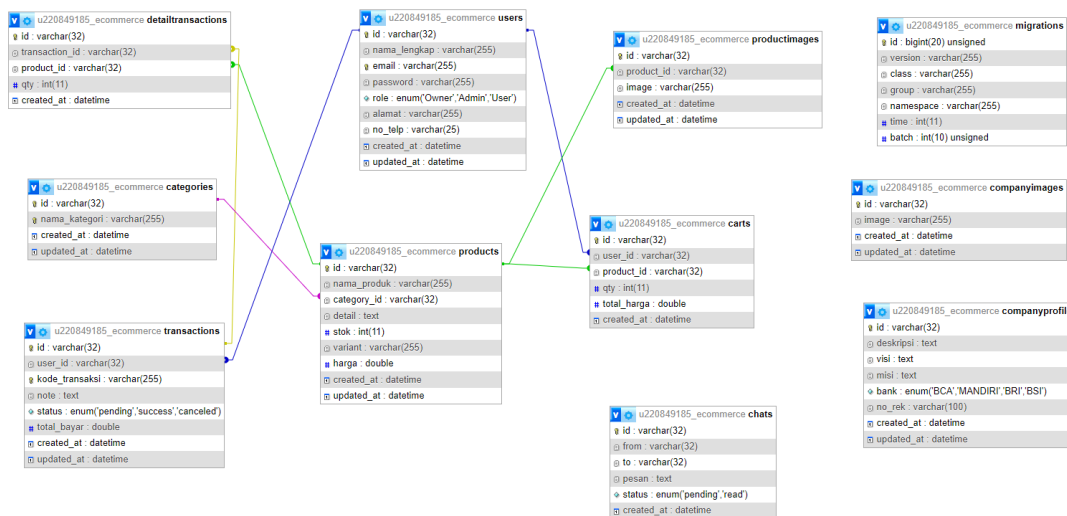 u220849185_ecommerce detailtransactions
id : varchar(32)
transaction_id : varchar(32)
product_id : varchar(32)
qty : int(11)
created_at : datetime
u220849185_ecommerce users
id : varchar(32)
nama_lengkap : varchar(255)
email : varchar(255)
password : varchar(255)
role : enum('Owner','Admin','User')
alamat : varchar(255)
no_telp : varchar(25)
created_at : datetime
updated_at : datetime
u220849185_ecommerce productimages
id : varchar(32)
product_id : varchar(32)
image : varchar(255)
created_at : datetime
updated_at : datetime
u220849185_ecommerce migrations
id : bigint(20) unsigned
version : varchar(255)
class : varchar(255)
group : varchar(255)
namespace : varchar(255)
time : int(11)
batch : int(10) unsigned
u220849185_ecommerce categories
id : varchar(32)
nama_kategori : varchar(255)
created_at : datetime
updated_at : datetime
u220849185_ecommerce products
id : varchar(32)
nama_produk : varchar(255)
category_id : varchar(32)
detail : text
stok : int(11)
variant : varchar(255)
harga : double
created_at : datetime
updated_at : datetime
u220849185_ecommerce carts
id : varchar(32)
user_id : varchar(32)
product_id : varchar(32)
qty : int(11)
total_harga : double
created_at : datetime
u220849185_ecommerce companyimages
id : varchar(32)
image : varchar(255)
created_at : datetime
updated_at : datetime
u220849185_ecommerce transactions
id : varchar(32)
user_id : varchar(32)
kode_transaksi : varchar(255)
note : text
status : enum('pending','success','canceled')
total_bayar : double
created_at : datetime
updated_at : datetime
u220849185_ecommerce chats
id : varchar(32)
from : varchar(32)
to : varchar(32)
pesan : text
status : enum('pending','read')
created_at : datetime
u220849185_ecommerce companyprofil
id : varchar(32)
deskripsi : text
visi : text
misi : text
bank : enum('BCA','MANDIRI','BRI','BSI')
no_rek : varchar(100)
created_at : datetime
updated_at : datetime